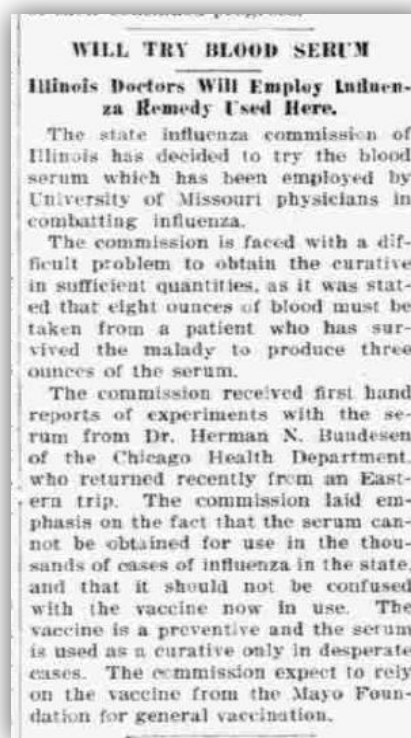 WILL TRY BLOOD SERUM
Illinois Doctors Will Employ Influen-
za Remedy Used Here.
The state influenza commission of
Illinois has decided to try the blood
serum which has been employed by
University of Missouri physicians in
combatting influenza.
The commission is faced with a dif-
ficult problem to obtain the curative
in sufficient quantities, as it was stat-
ed that eight ounces of blood must be
taken from a patient who has sur-
vived the malady to produce three
ounces of the serum.
The commission received first hand
reports of experiments with the se-
rum from Dr. Herman N. Bundesen
of the Chicago Health Department,
who returned recently from an East-
ern trip. The commission laid em-
phasis on the fact that the serum can-
not be obtained for use in the thou-
sands of cases of influenza in the state,
and that it should not be confused
with the vaccine now in use. The
vaccine is a preventive and the serum
is used as a curative only in desperate
cases. The commission expect to rely
on the vaccine from the Mayo Foun-
dation for general vaccination.